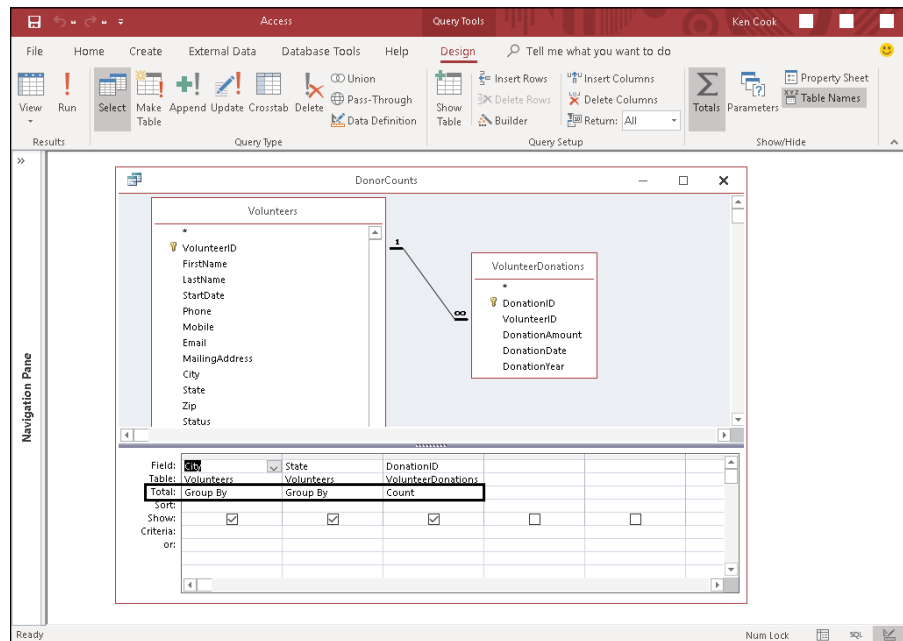 Access
Query Tools
Ken Cook
File Home Create External Data Database Tools Help Design Tell me what you want to do
View
Run
Select
Make Table
Append
Update
Crosstab
Delete
Union
Pass-Through
Data Definition
Show Table
Insert Rows
Delete Rows
Builder
Insert Columns
Delete Columns
Return: All
Totals
Parameters
Property Sheet
Table Names
Results
Query Type
Query Setup
Show/Hide
»
Navigation Pane
DonorCounts
Volunteers
*
VolunteerID
FirstName
LastName
StartDate
Phone
Mobile
Email
MailingAddress
City
State
Zip
Status
1
∞
VolunteerDonations
*
DonationID
VolunteerID
DonationAmount
DonationDate
DonationYear
Field: City State DonationID
Table: Volunteers Volunteers VolunteerDonations
Total: Group By Group By Count
Sort:
Show:
Criteria:
or:
Ready
Num Lock
SQL